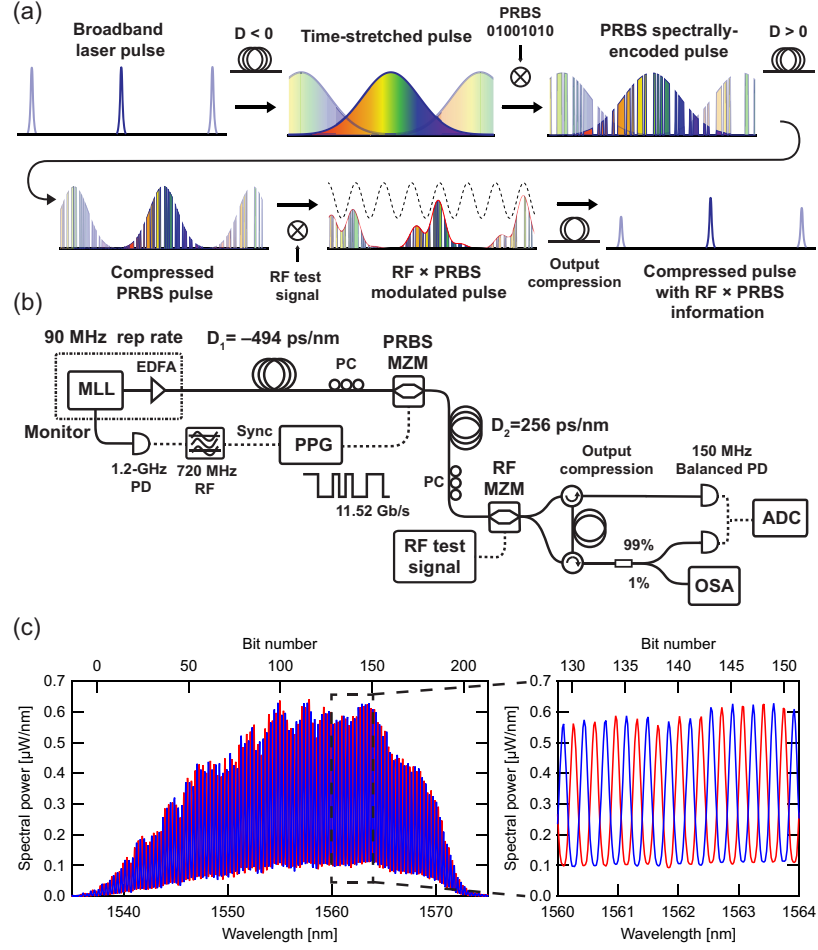 (a)
Broadband
laser pulse
D < 0
Time-stretched pulse
PRBS
01001010
PRBS spectrally-
encoded pulse
D > 0
Compressed
PRBS pulse
RF test
signal
RF × PRBS
modulated pulse
Output
compression
Compressed pulse
with RF × PRBS
information
(b)
90 MHz rep rate
MLL
EDFA
D₁= –494 ps/nm
PC
PRBS
MZM
Monitor
1.2-GHz
PD
720 MHz
RF
Sync
PPG
11.52 Gb/s
D₂=256 ps/nm
PC
RF
MZM
RF test
signal
Output
compression
150 MHz
Balanced PD
ADC
99%
1%
OSA
(c)
Bit number
0 50 100 150 200
Spectral power [µW/nm]
0.7
0.6
0.5
0.4
0.3
0.2
0.1
0.0
1540 1550 1560 1570
Wavelength [nm]
Bit number
130 135 140 145 150
Spectral power [µW/nm]
0.7
0.6
0.5
0.4
0.3
0.2
0.1
0.0
1560 1561 1562 1563 1564
Wavelength [nm]